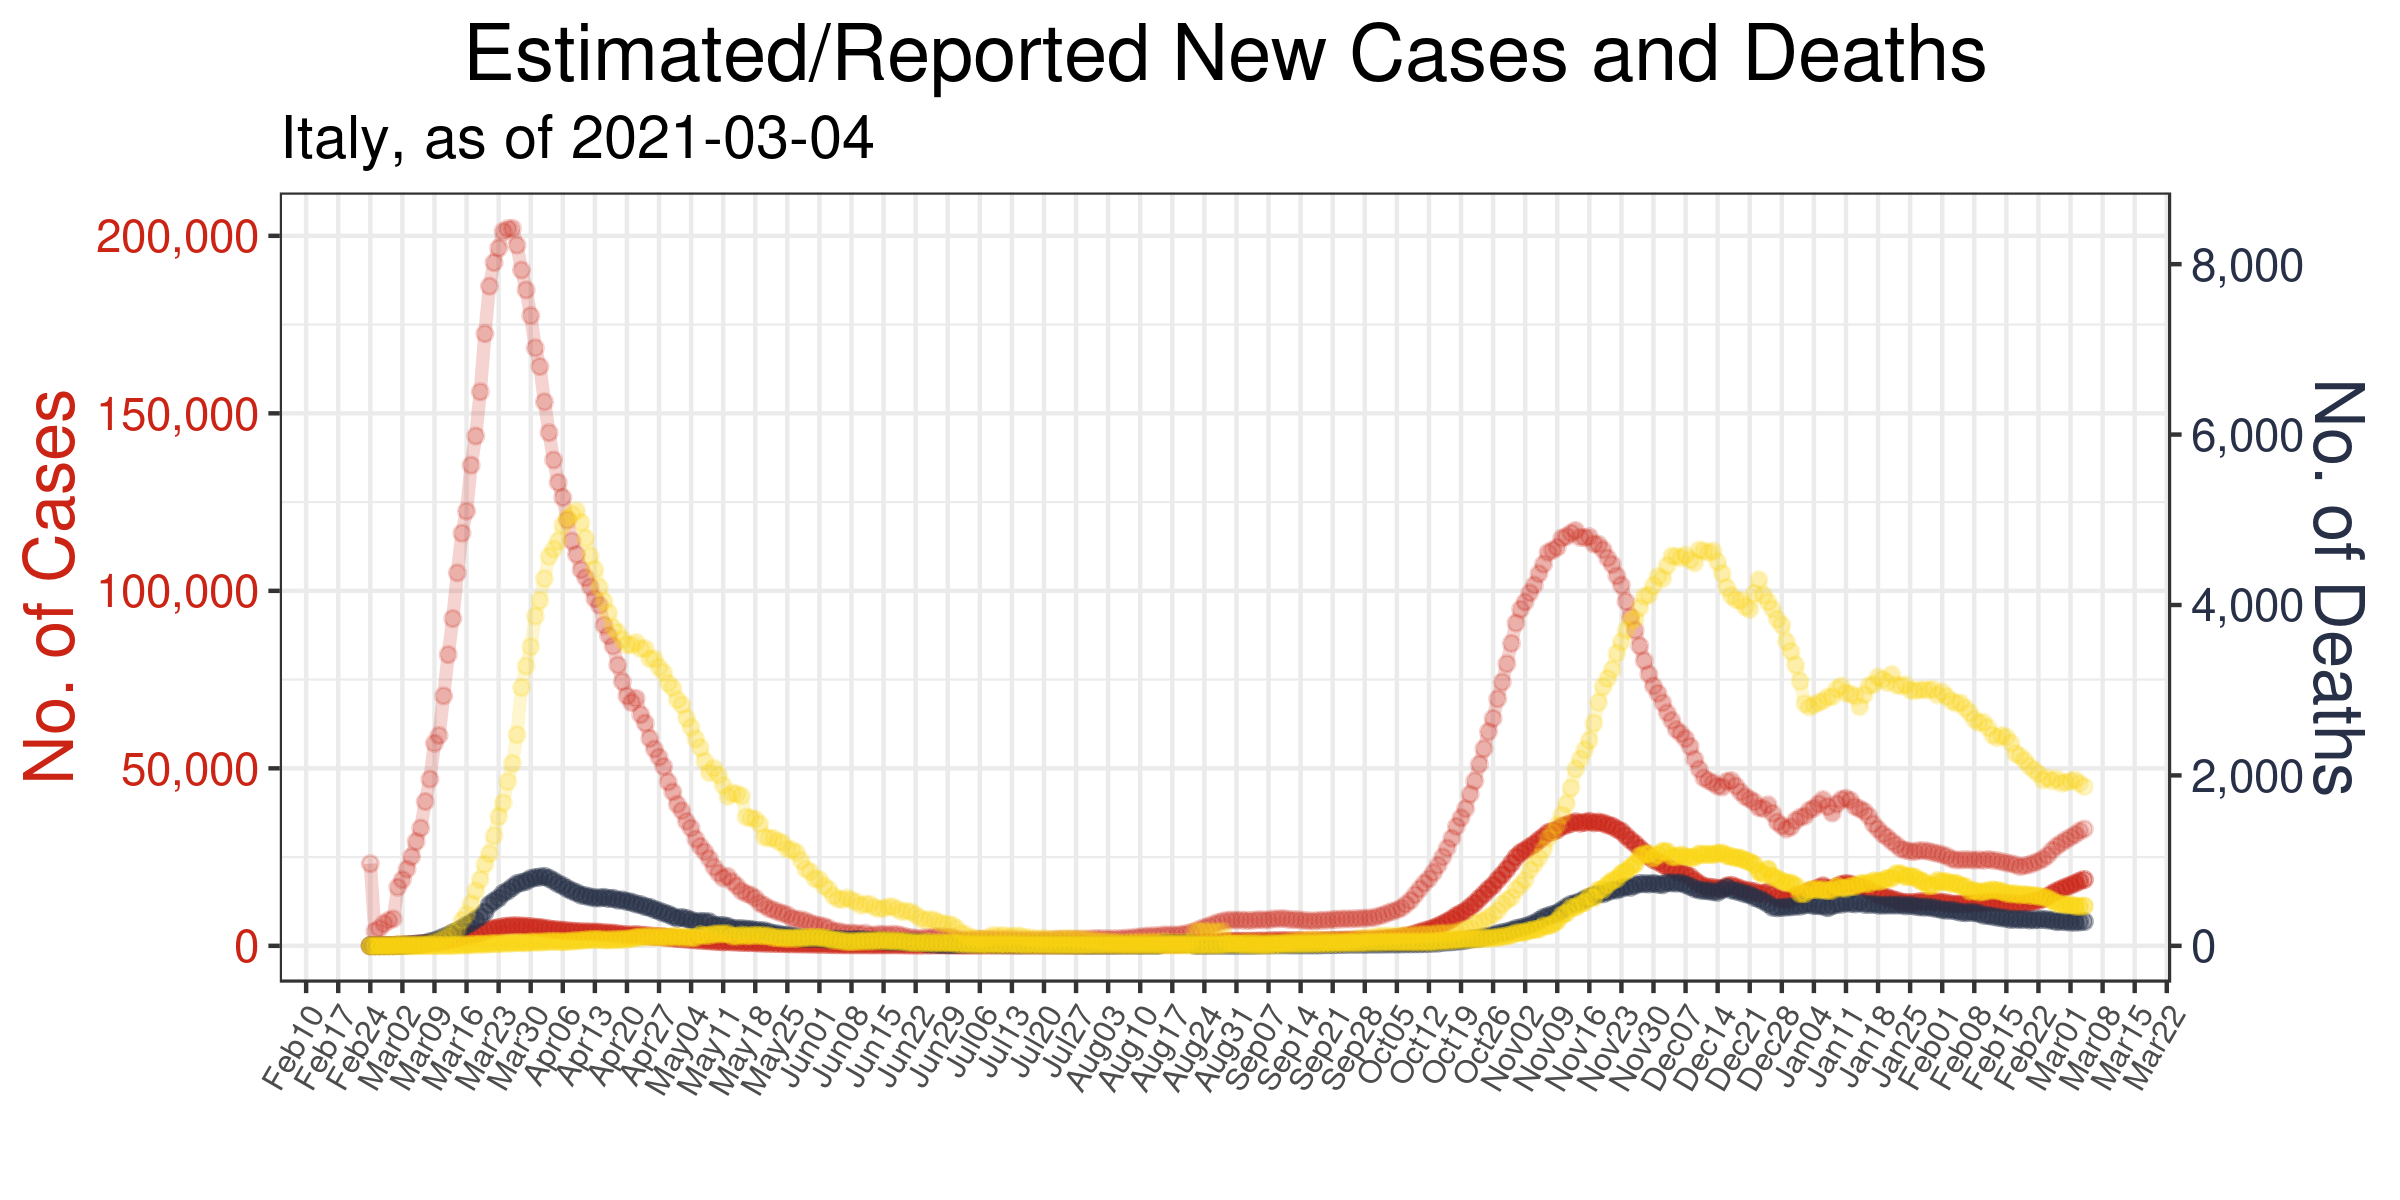 Estimated/Reported New Cases and Deaths
Italy, as of 2021-03-04
No. of Cases
200,000
150,000
100,000
50,000
0
8,000
6,000
4,000
2,000
0
No. of Deaths
Feb10
Feb17
Feb24
Mar02
Mar09
Mar16
Mar23
Mar30
Apr06
Apr13
Apr20
Apr27
May04
May11
May18
May25
Jun01
Jun08
Jun15
Jun22
Jun29
Jul06
Jul13
Jul20
Jul27
Aug03
Aug10
Aug17
Aug24
Aug31
Sep07
Sep14
Sep21
Sep28
Oct05
Oct12
Oct19
Oct26
Nov02
Nov09
Nov16
Nov23
Nov30
Dec07
Dec14
Dec21
Dec28
Dec04
Jan11
Jan18
Jan25
Feb01
Feb08
Feb15
Feb22
Mar01
Mar08
Mar15
Mar22